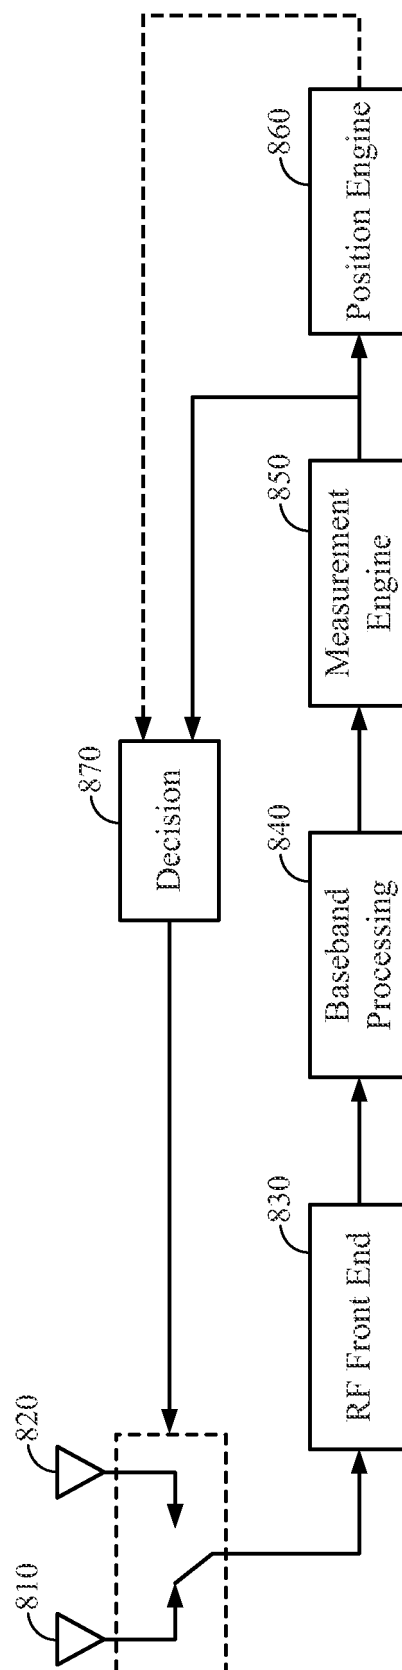 810
820
830
RF Front End
840
Baseband
Processing
850
Measurement
Engine
860
Position Engine
870
Decision